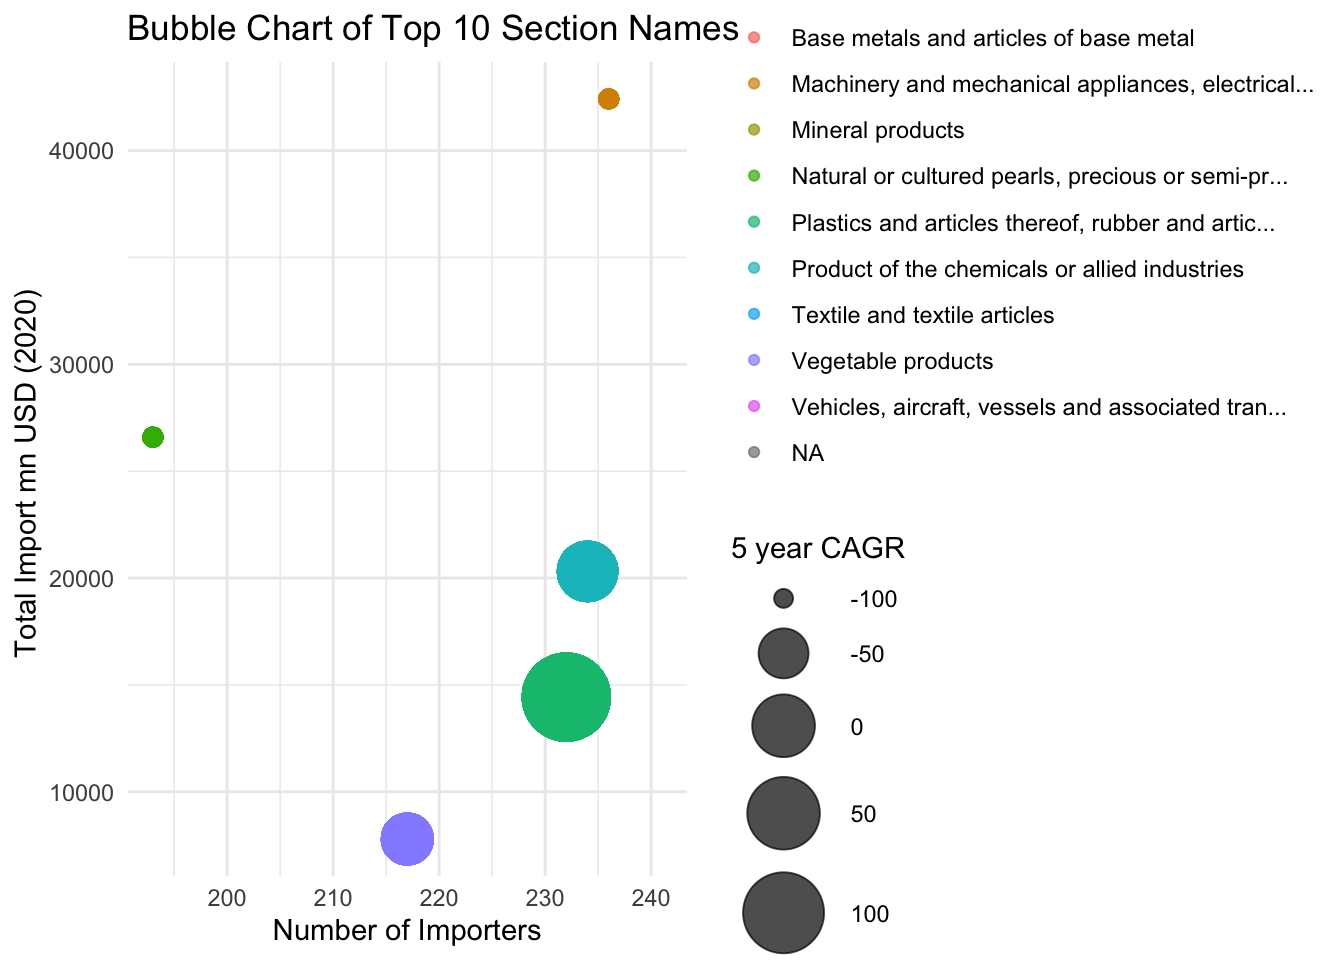 Bubble Chart of Top 10 Section Names
Base metals and articles of base metal
Machinery and mechanical appliances, electrical...
Mineral products
Natural or cultured pearls, precious or semi-pr...
Plastics and articles thereof, rubber and artic...
Product of the chemicals or allied industries
Textile and textile articles
Vegetable products
Vehicles, aircraft, vessels and associated tran...
NA
5 year CAGR
-100
-50
0
50
100
Total Import mn USD (2020)
40000
30000
20000
10000
200
210
220
230
240
Number of Importers